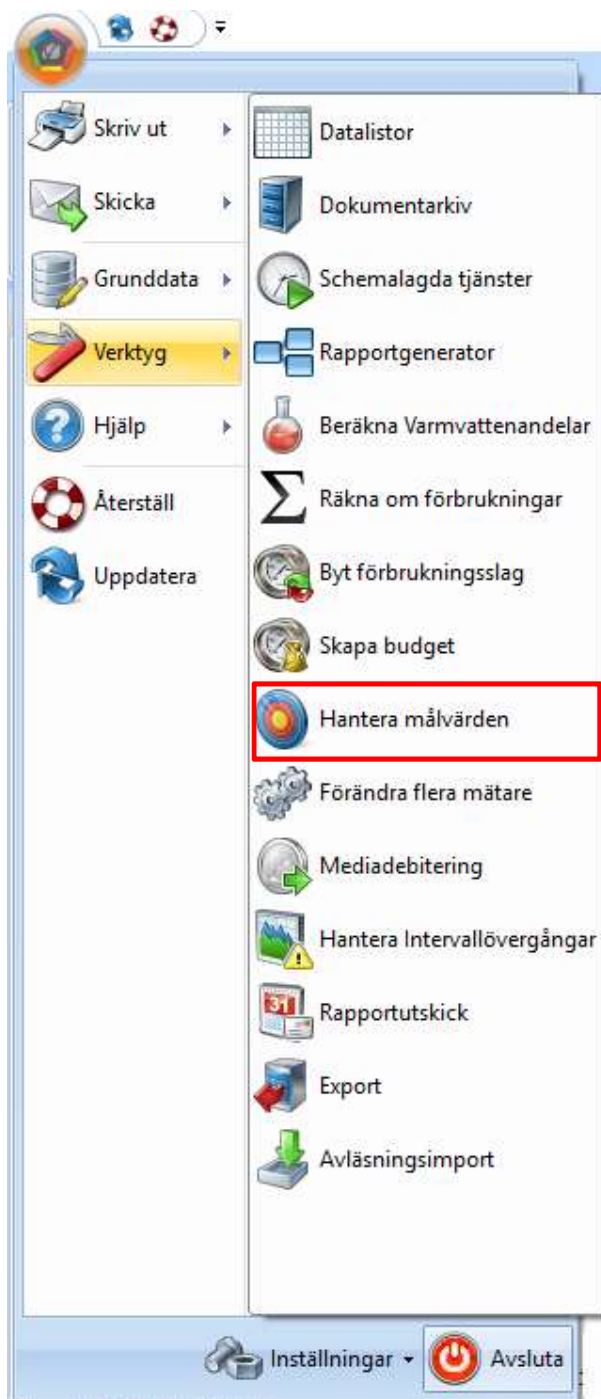 Skriv ut
Skicka
Grunddata
Verktyg
Hjälp
Återställ
Uppdatera
Datalistor
Dokumentarkiv
Schemalagda tjänster
Rapportgenerator
Beräkna Varmvattenandelar
Räkna om förbrukningar
Byt förbrukningsslag
Skapa budget
Hantera målvärden
Förändra flera mätare
Mediadebitering
Hantera Intervallövergångar
Rapportutskick
Export
Avläsningsimport
Inställningar
Avsluta